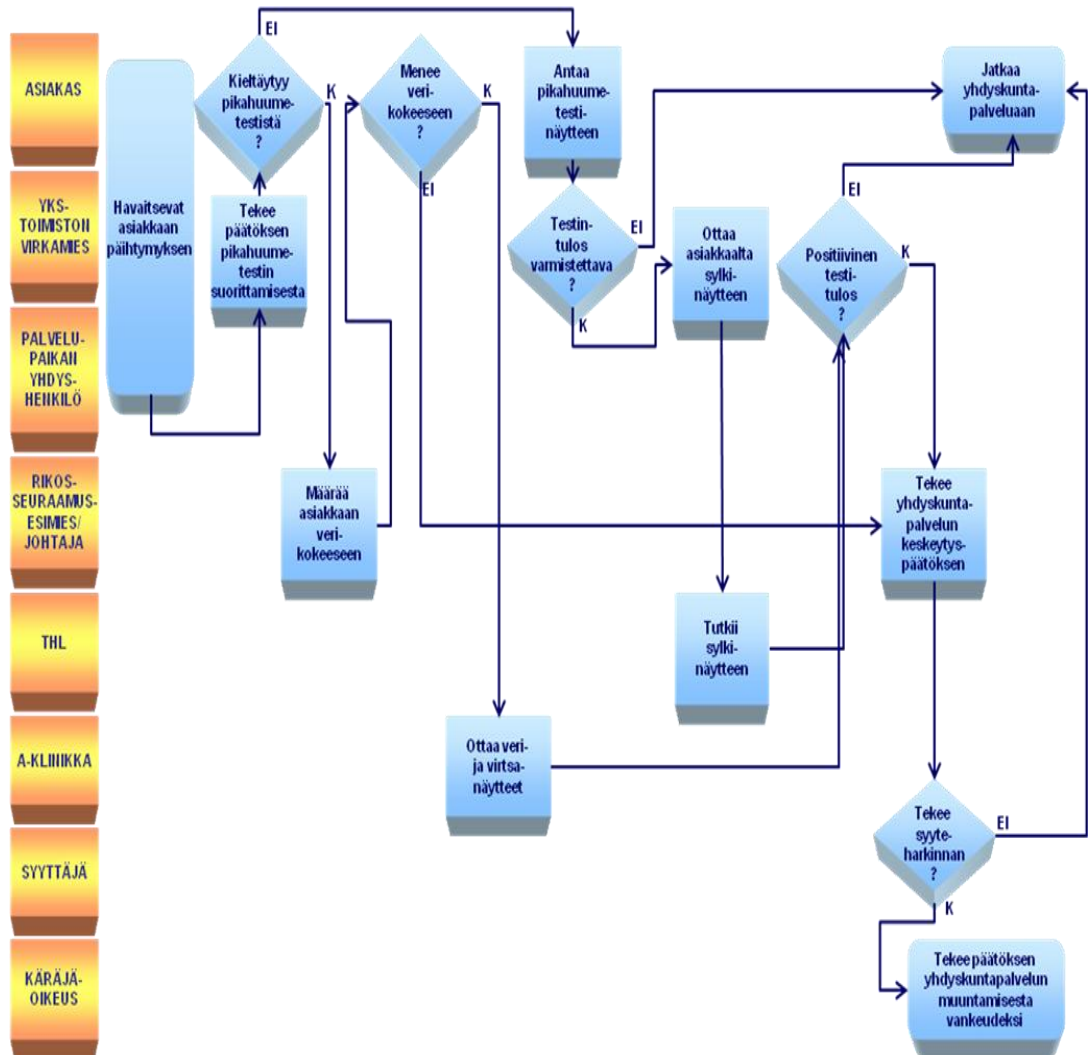 ASIAKAS
YKS-
TOIMISTON
VIRKAMIES
PALVELU-
PAIKAN
YHDYS-
HENKILÖ
RIKOS-
SEURAAMUS-
ESIMIES/
JOHTAJA
THL
A-KLINIKKA
SYYTTÄJÄ
KÄRÄJÄ-
OIKEUS
Havaitsevat
asiakkaan
päihtymyksen
Kieltäytyy
pikahuume-
testistä
?
EI
K
Tekee
päätöksen
pikahuume-
testin
suorittamisesta
Määrää
asiakkaan
veri-
kokeeseen
Menee
veri-
kokeeseen
?
K
EI
Ottaa veri-
ja virtsa-
näytteet
Antaa
pikahuume-
testi-
näytteen
Testin-
tulos
varmistettava
?
EI
K
Ottaa
asiakkaalta
sylki-
näytteen
Tutkii
sylki-
näytteen
Positiivinen
testi-
tulos
?
EI
K
Jatkaa
yhdyskunta-
palveluaan
Tekee
yhdyskunta-
palvelun
keskeytys-
päätöksen
Tekee
syyte-
harkinnan
?
EI
K
Tekee päätöksen
yhdyskuntapalvelun
muuntamisesta
vankeudeksi